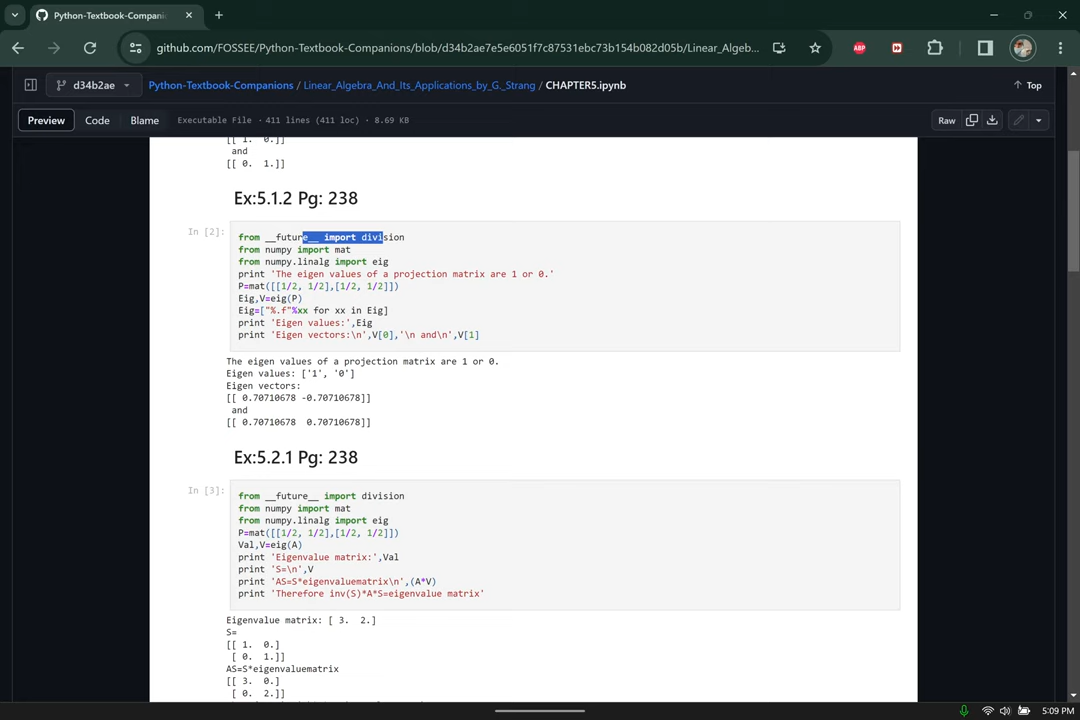 Python-Textbook-Compani
github.com/FOSSEE/Python-Textbook-Companions/blob/d34b2ae7e5e6051f7c87531ebc73b154b082d05b/Linear_Algeb...
ABP
d34b2ae
Python-Textbook-Companions / Linear_Algebra_And_Its_Applications_by_G._Strang / CHAPTER5.ipynb
Top
Preview Code Blame Executable File · 411 lines (411 loc) · 8.69 KB Raw
[[ 1. 0.]]
and
[[ 0. 1.]]
Ex:5.1.2 Pg: 238
In [2]:
from __future__ import division
from numpy import mat
from numpy.linalg import eig
print 'The eigen values of a projection matrix are 1 or 0.'
P=mat([[1/2, 1/2],[1/2, 1/2]])
Eig,V=eig(P)
Eig=["%.f"%xx for xx in Eig]
print 'Eigen values:',Eig
print 'Eigen vectors:\n',V[0],'\n and\n',V[1]
The eigen values of a projection matrix are 1 or 0.
Eigen values: ['1', '0']
Eigen vectors:
[[ 0.70710678 -0.70710678]]
and
[[ 0.70710678 0.70710678]]
Ex:5.2.1 Pg: 238
In [3]:
from __future__ import division
from numpy import mat
from numpy.linalg import eig
P=mat([[1/2, 1/2],[1/2, 1/2]])
Val,V=eig(A)
print 'Eigenvalue matrix:',Val
print 'S=\n',V
print 'AS=S*eigenvaluematrix\n',(A*V)
print 'Therefore inv(S)*A*S=eigenvalue matrix'
Eigenvalue matrix: [ 3. 2.]
S=
[[ 1. 0.]
[ 0. 1.]]
AS=S*eigenvaluematrix
[[ 3. 0.]
[ 0. 2.]]
5:09 PM